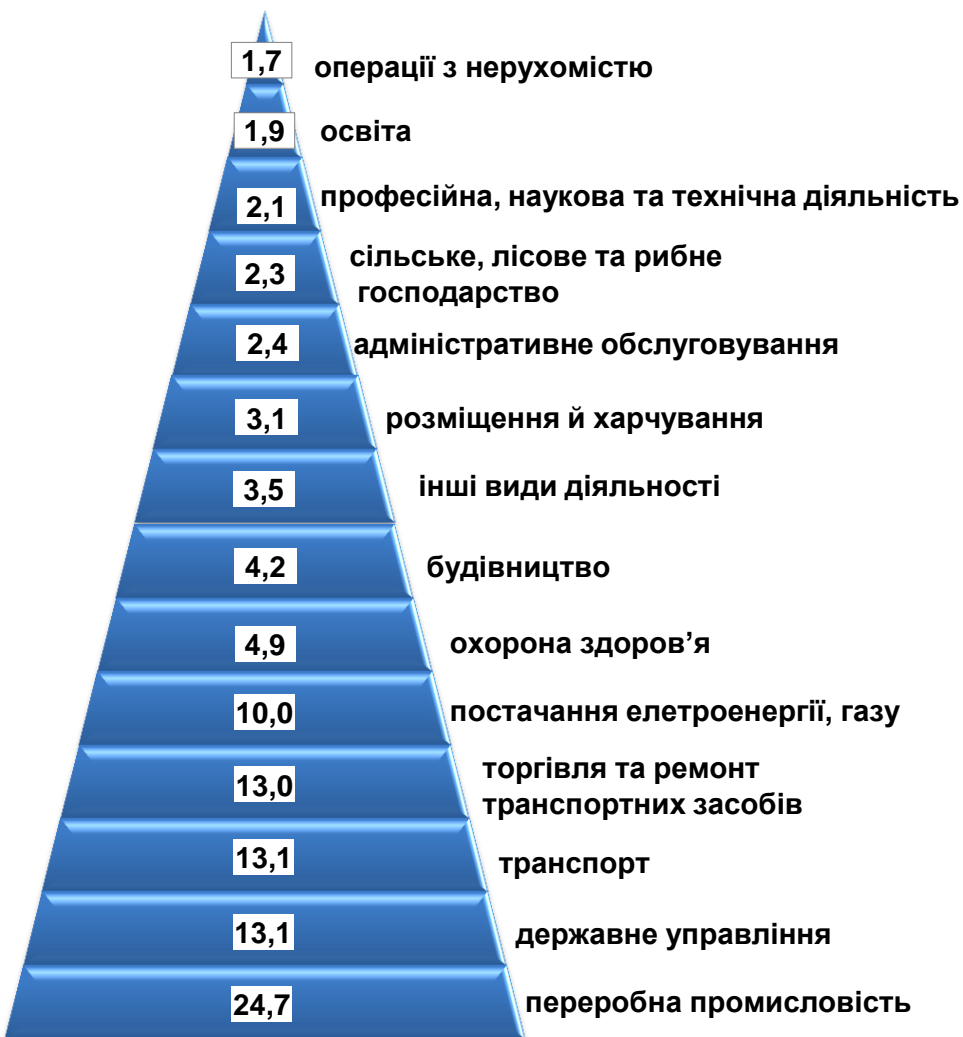 1,7 операції з нерухомістю
1,9 освіта
2,1 професійна, наукова та технічна діяльність
2,3 сільське, лісове та рибне
господарство
2,4 адміністративне обслуговування
3,1 розміщення й харчування
3,5 інші види діяльності
4,2 будівництво
4,9 охорона здоров’я
10,0 постачання елетроенергії, газу
13,0 торгівля та ремонт
транспортних засобів
13,1 транспорт
13,1 державне управління
24,7 переробна промисловість